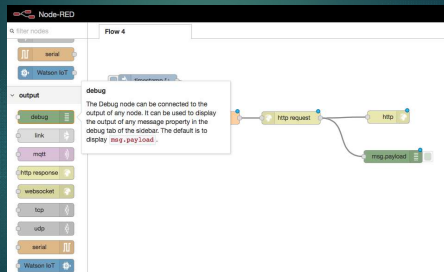 Node-RED
filter nodes
Flow 4
serial
Watson IoT
timestamp
output
debug
link
mqtt
http response
websocket
tcp
udp
serial
Watson IoT
debug
The Debug node can be connected to the
output of any node. It can be used to display
the output of any message property in the
debug tab of the sidebar. The default is to
display msg.payload.
http request
http
msg.payload